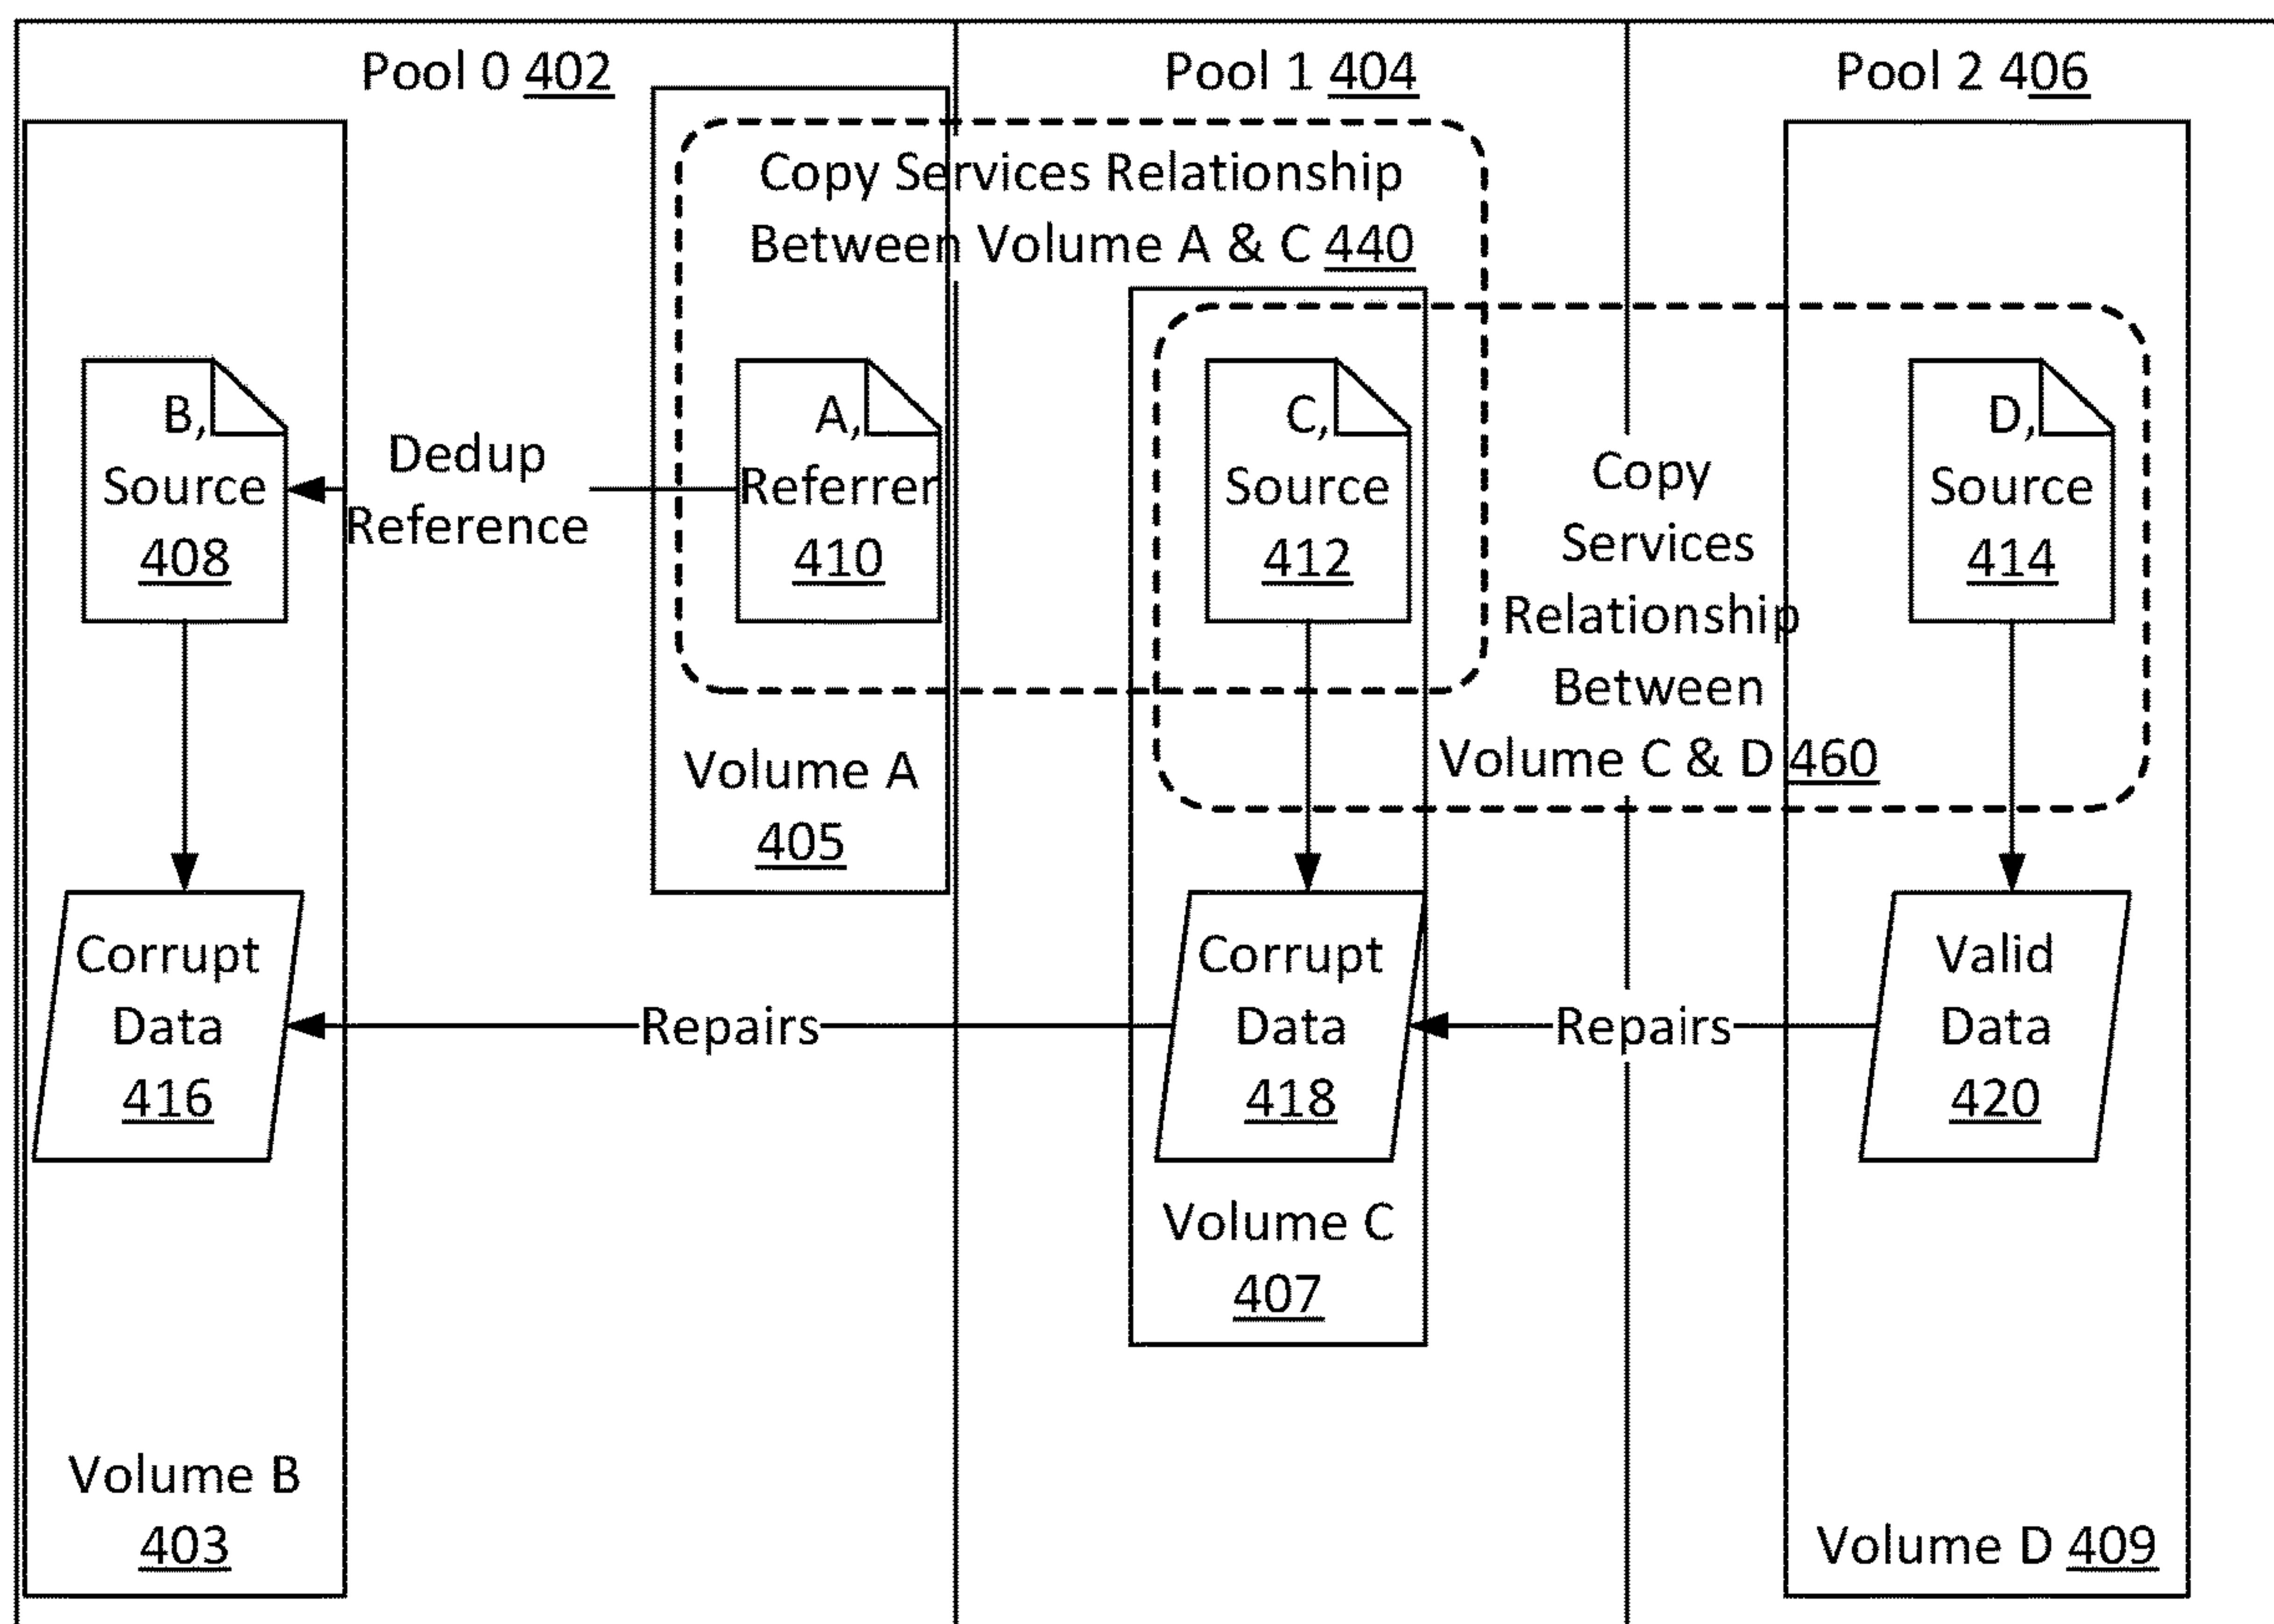 Pool 0 402
Pool 1 404
Pool 2 406
Copy Services Relationship
Between Volume A & C 440
B,
Source
408
Dedup
Reference
A,
Referrer
410
C,
Source
412
Copy
Services
Relationship
Between
Volume C & D 460
D,
Source
414
Volume A
405
Corrupt
Data
416
Repairs
Corrupt
Data
418
Repairs
Valid
Data
420
Volume C
407
Volume B
403
Volume D 409